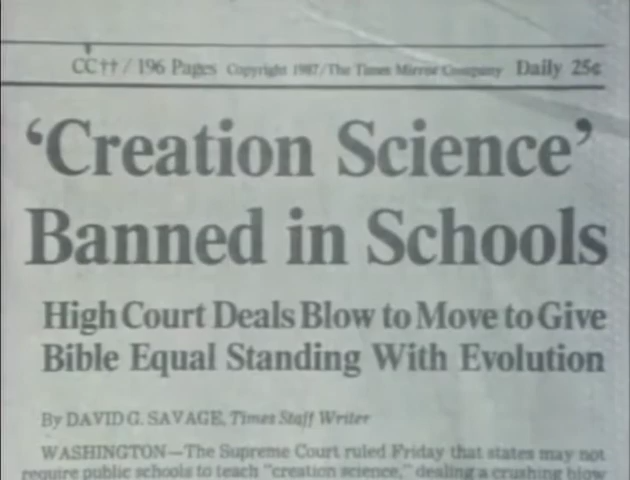 CC†† / 196 Pages Copyright 1987/The Times Mirror Company Daily 25¢
‘Creation Science’
Banned in Schools
High Court Deals Blow to Move to Give
Bible Equal Standing With Evolution
By DAVID G. SAVAGE, Times Staff Writer
WASHINGTON—The Supreme Court ruled Friday that states may not
require public schools to teach “creation science,” dealing a crushing blow